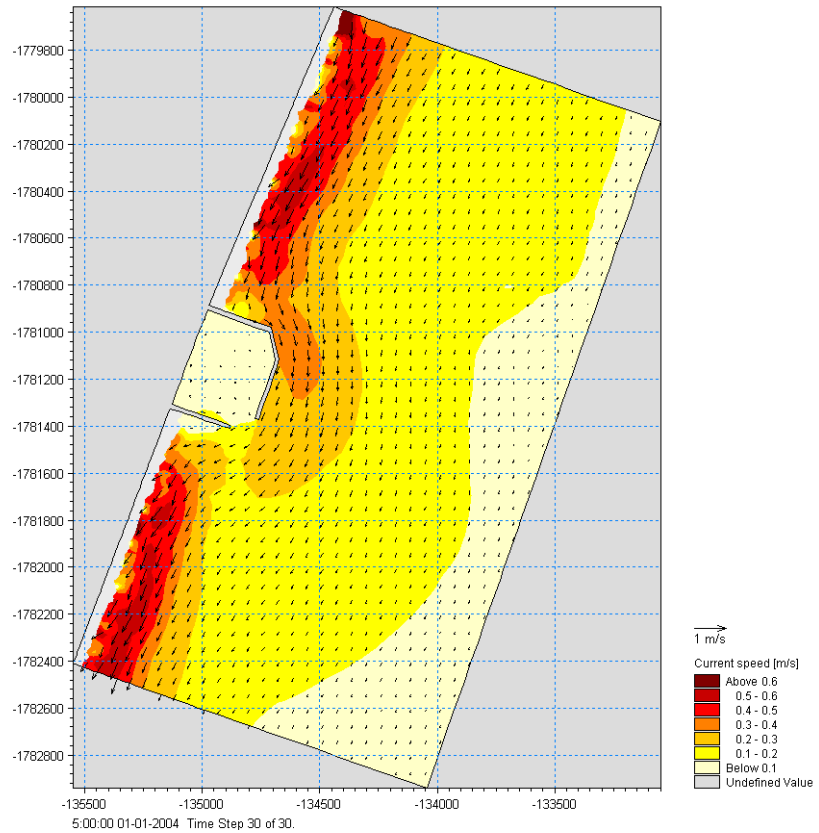 -1779800
-1780000
-1780200
-1780400
-1780600
-1780800
-1781000
-1781200
-1781400
-1781600
-1781800
-1782000
-1782200
-1782400
-1782600
-1782800
1 m/s
Current speed [m/s]
Above 0.6
0.5 - 0.6
0.4 - 0.5
0.3 - 0.4
0.2 - 0.3
0.1 - 0.2
Below 0.1
Undefined Value
-135500 -135000 -134500 -134000 -133500
5:00:00 01-01-2004 Time Step 30 of 30.